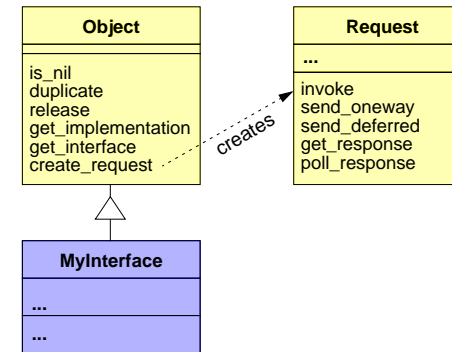 Object
is_nil
duplicate
release
get_implementation
get_interface
create_request
creates
Request
...
invoke
send_oneway
send_deferred
get_response
poll_response
MyInterface
...
...